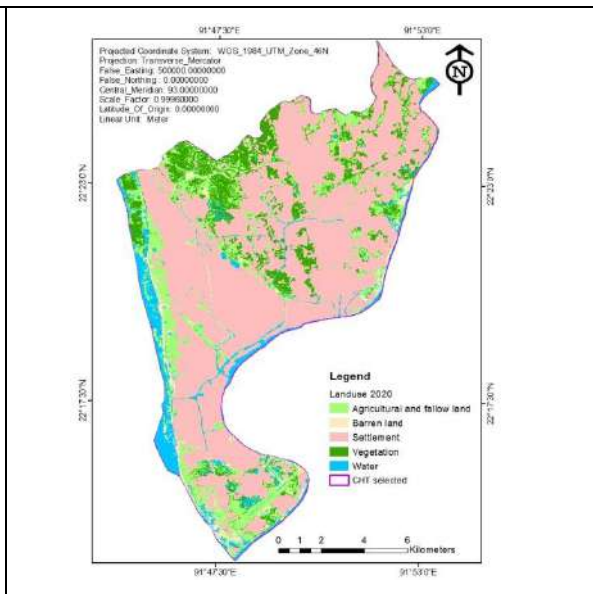 91°47'30"E 91°53'0"E
Projected Coordinate System: WGS_1984_UTM_Zone_46N
Projection: Transverse_Mercator
False_Easting: 500000.00000000
False_Northing: 0.00000000
Central_Meridian: 93.00000000
Scale_Factor: 0.99960000
Latitude_Of_Origin: 0.00000000
Linear Unit: Meter
N
22°23'0"N 22°23'0"N
22°17'30"N 22°17'30"N
Legend
Landuse 2020
Agricultural and fallow land
Barren land
Settlement
Vegetation
Water
CHT selected
0 1 2 4 6
Kilometers
91°47'30"E 91°53'0"E